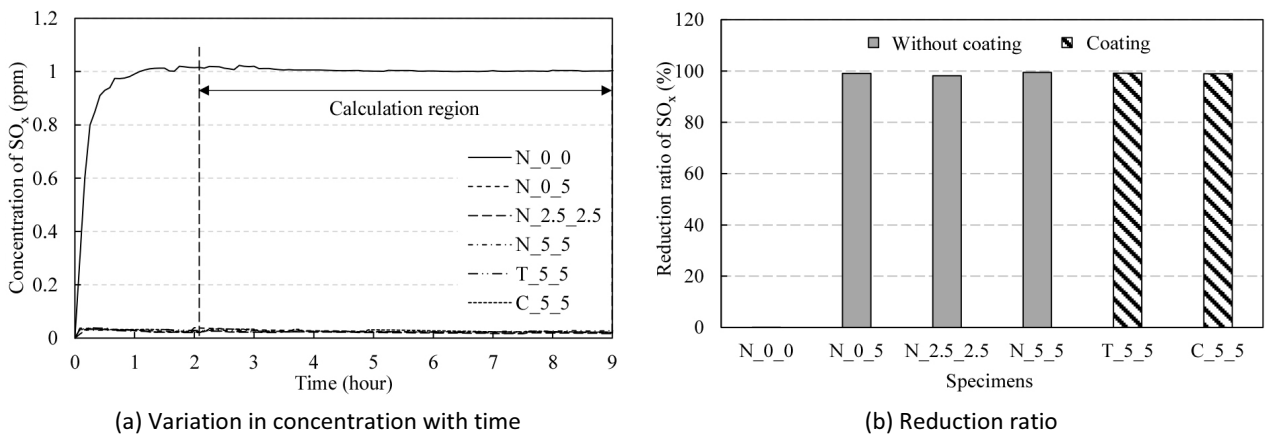 1.2
1
0.8
0.6
0.4
0.2
0
Concentration of SOx (ppm)
Calculation region
N_0_0
N_0_5
N_2.5_2.5
N_5_5
T_5_5
C_5_5
0 1 2 3 4 5 6 7 8 9
Time (hour)
(a) Variation in concentration with time
120
100
80
60
40
20
0
Reduction ratio of SOx (%)
Without coating Coating
N_0_0 N_0_5 N_2.5_2.5 N_5_5 T_5_5 C_5_5
Specimens
(b) Reduction ratio